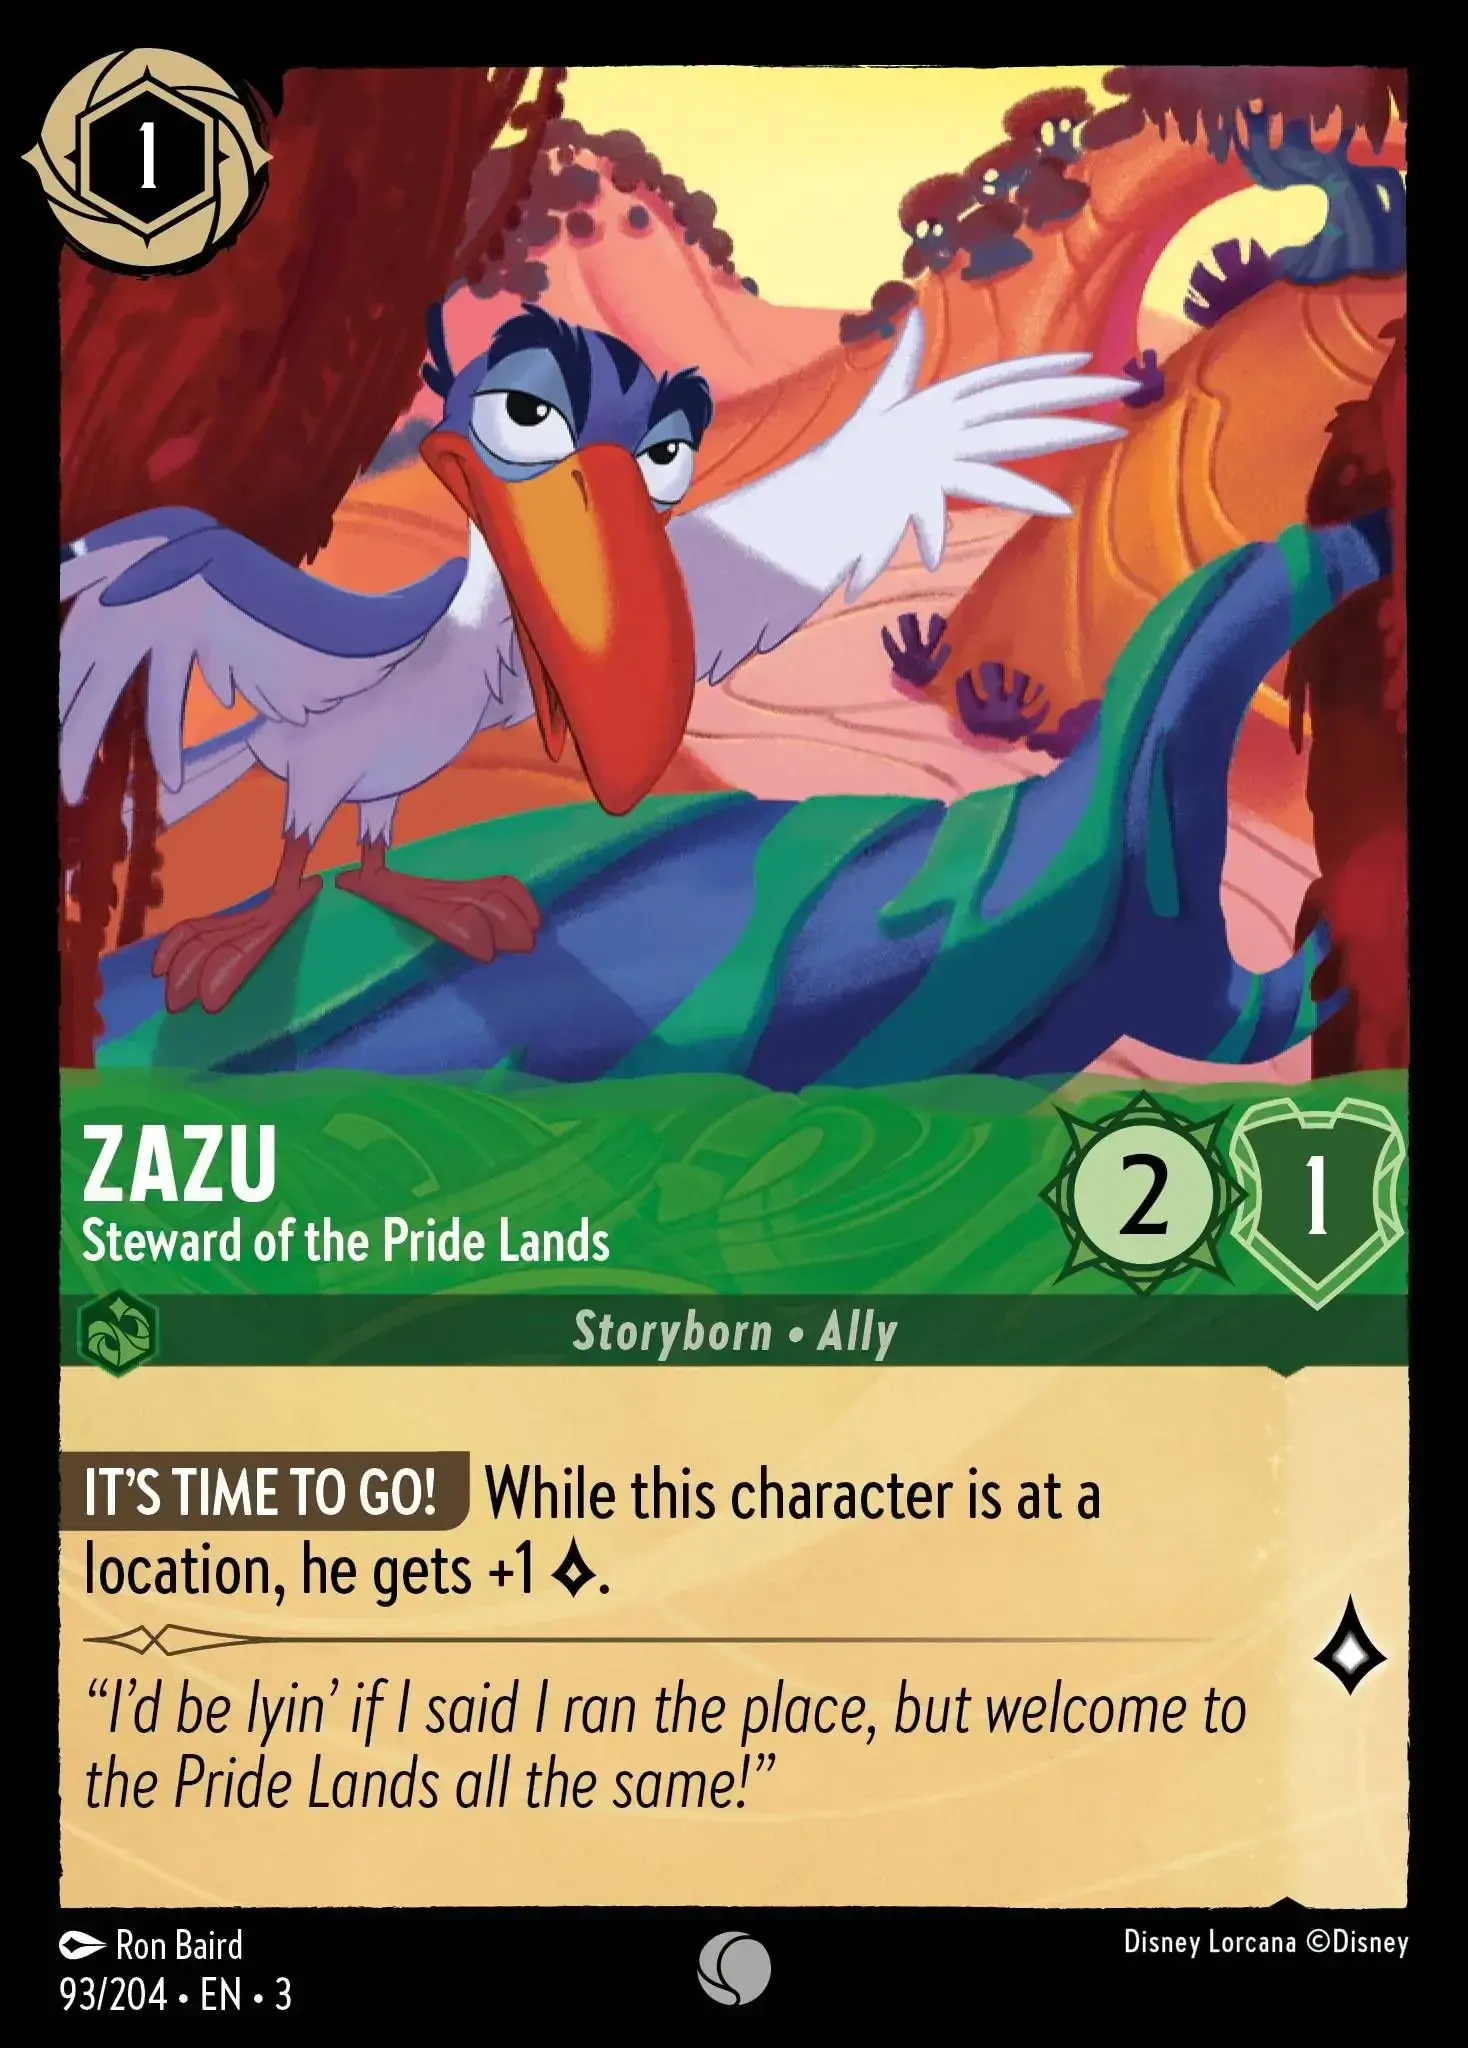 1
ZAZU
Steward of the Pride Lands
2
1
Storyborn • Ally
IT'S TIME TO GO! While this character is at a
location, he gets +1 .
“I'd be lyin' if I said I ran the place, but welcome to
the Pride Lands all the same!”
Ron Baird
93/204 • EN • 3
Disney Lorcana ©Disney